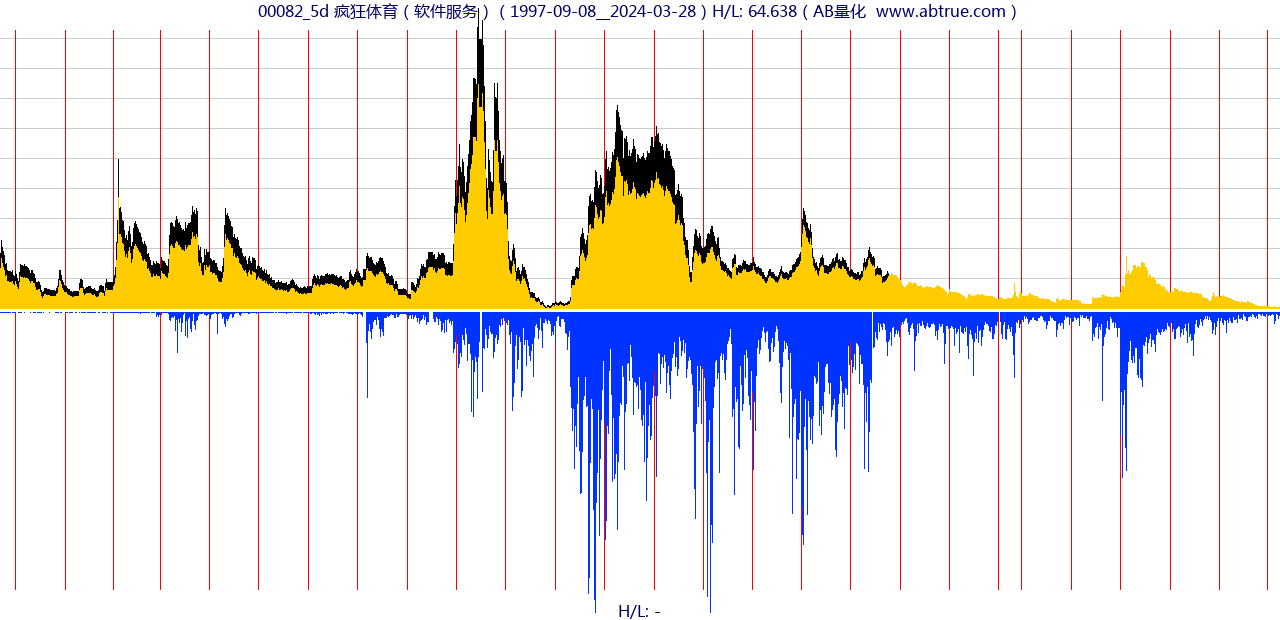 00082_5d 疯狂体育 ( 软件服务 ) ( 1997-09-08__2024-03-28 ) H/L: 64.638 ( AB量化  www.abtrue.com )
H/L: -